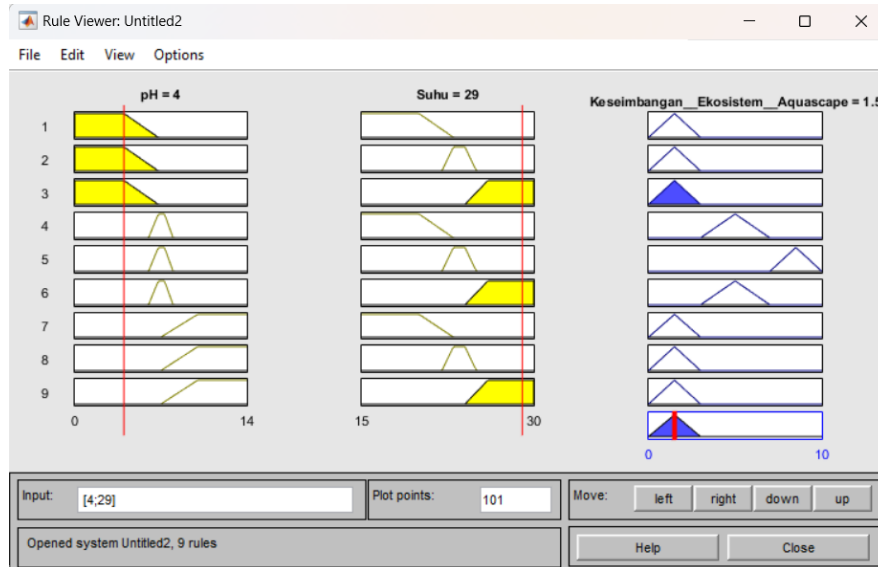 Rule Viewer: Untitled2
File Edit View Options
pH = 4
Suhu = 29
Keseimbangan__Ekosistem__Aquascape = 1.5
1
2
3
4
5
6
7
8
9
0 14
15 30
0 10
Input: [4;29]
Plot points: 101
Move: left right down up
Opened system Untitled2, 9 rules
Help Close